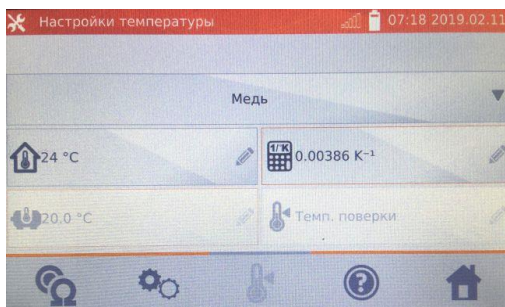 Настройки температуры 07:18 2019.02.11
Медь
24 °C
1/°K 0.00386 K⁻¹
20.0 °C
Темп. поверки